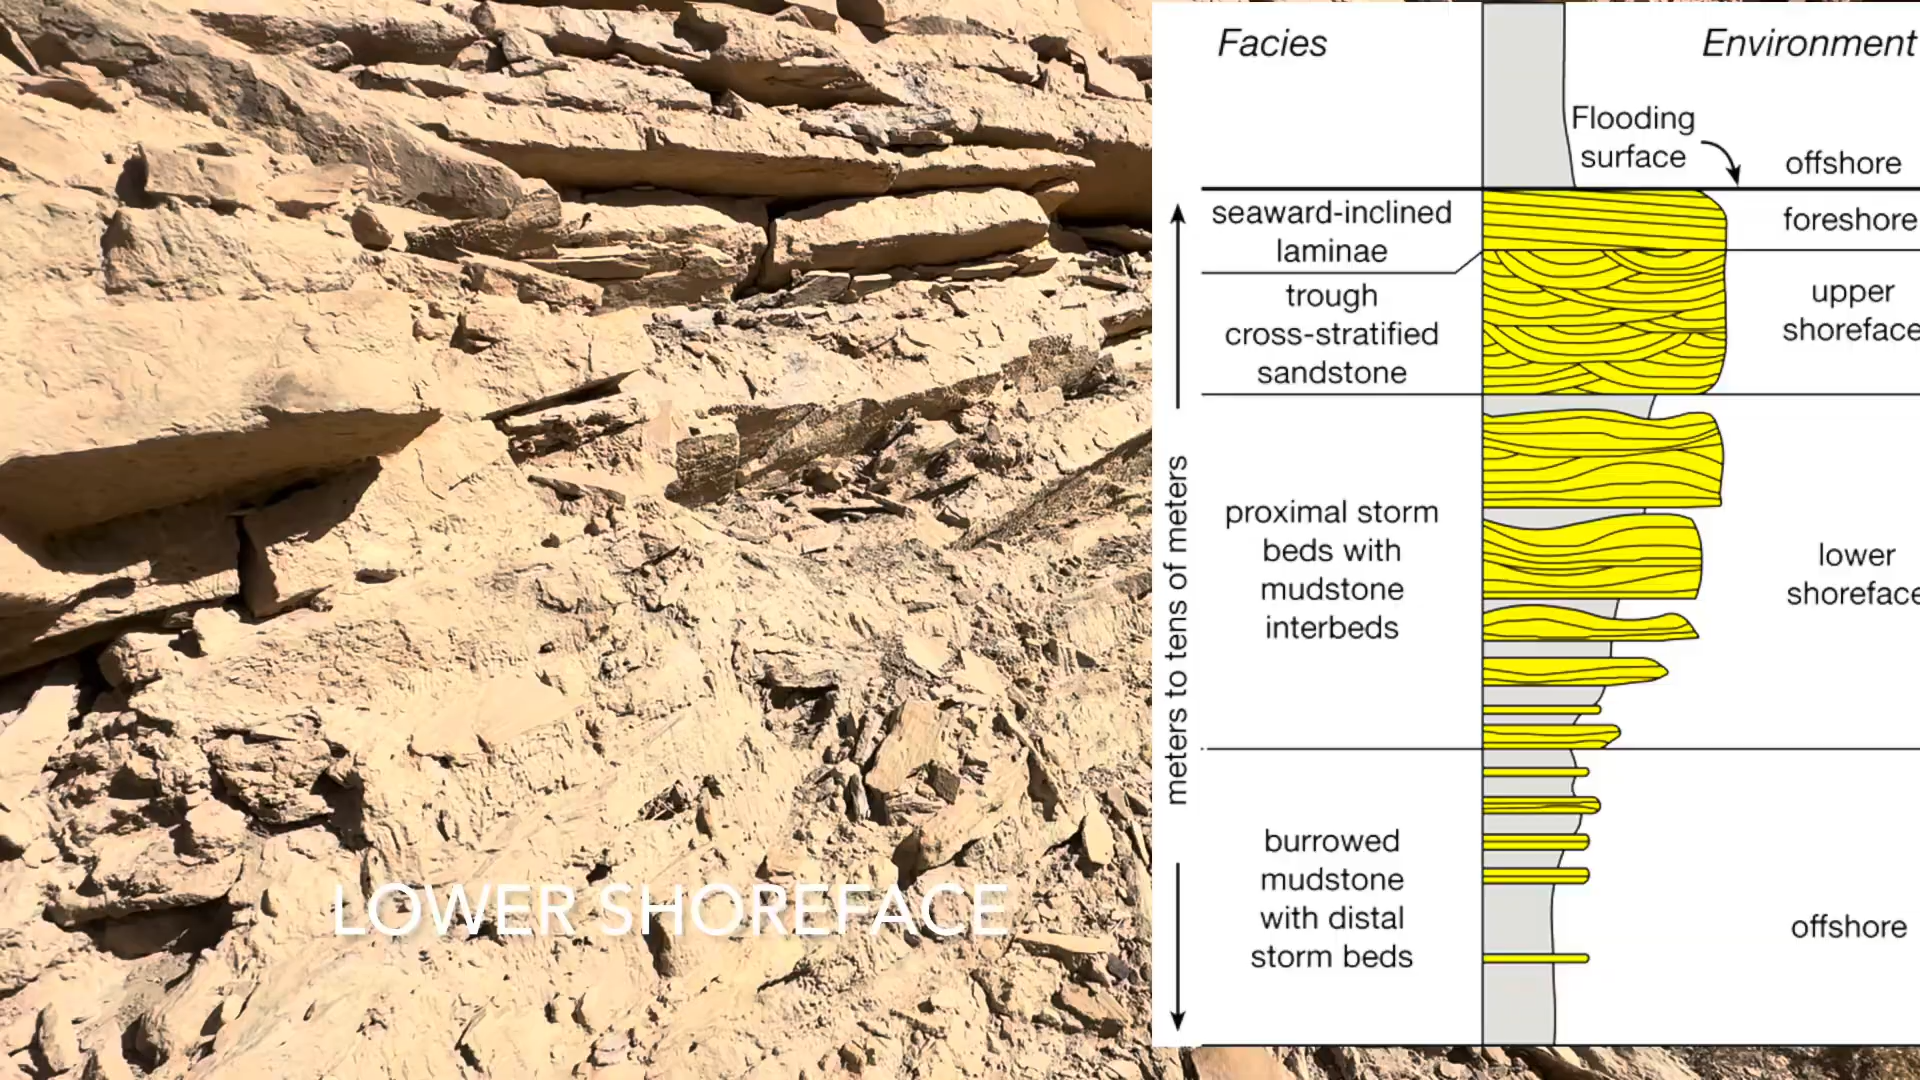 Facies
Environment
Flooding
surface
offshore
seaward-inclined
laminae
foreshore
trough
cross-stratified
sandstone
upper
shoreface
meters to tens of meters
proximal storm
beds with
mudstone
interbeds
lower
shoreface
burrowed
mudstone
with distal
storm beds
offshore
LOWER SHOREFACE